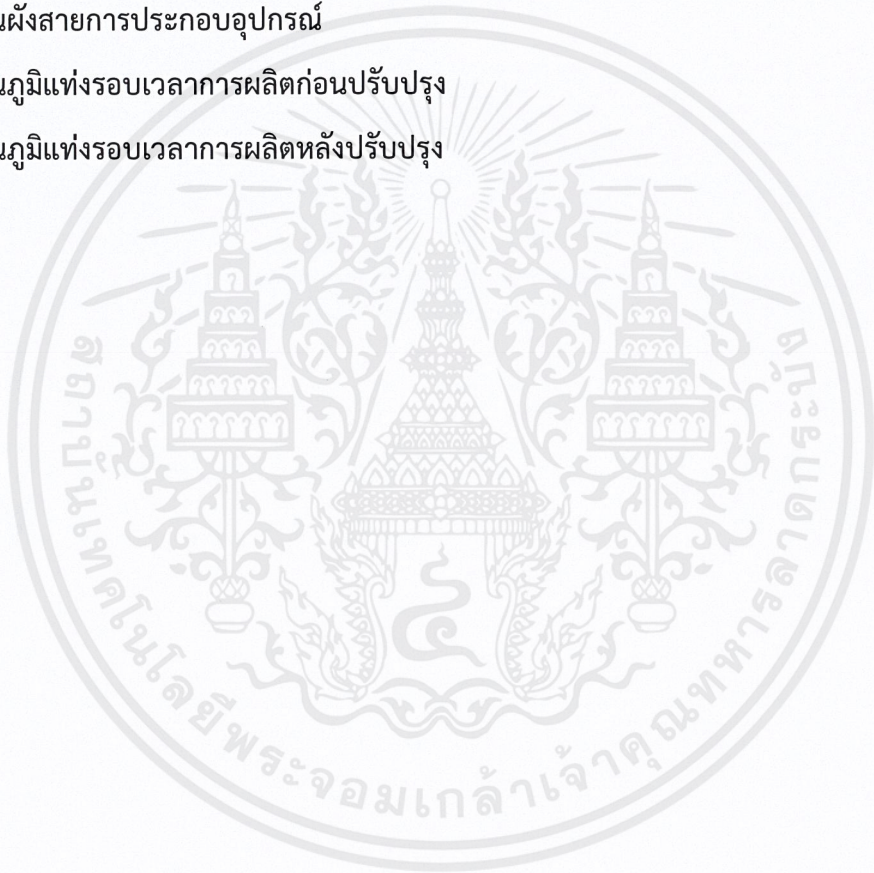 นผังสายการประกอบอุปกรณ์
นภูมิแท่งรอบเวลาการผลิตก่อนปรับปรุง
นภูมิแท่งรอบเวลาการผลิตหลังปรับปรุง
สถาบันเทคโนโลยีพระจอมเกล้าเจ้าคุณทหารลาดกระบัง
๔